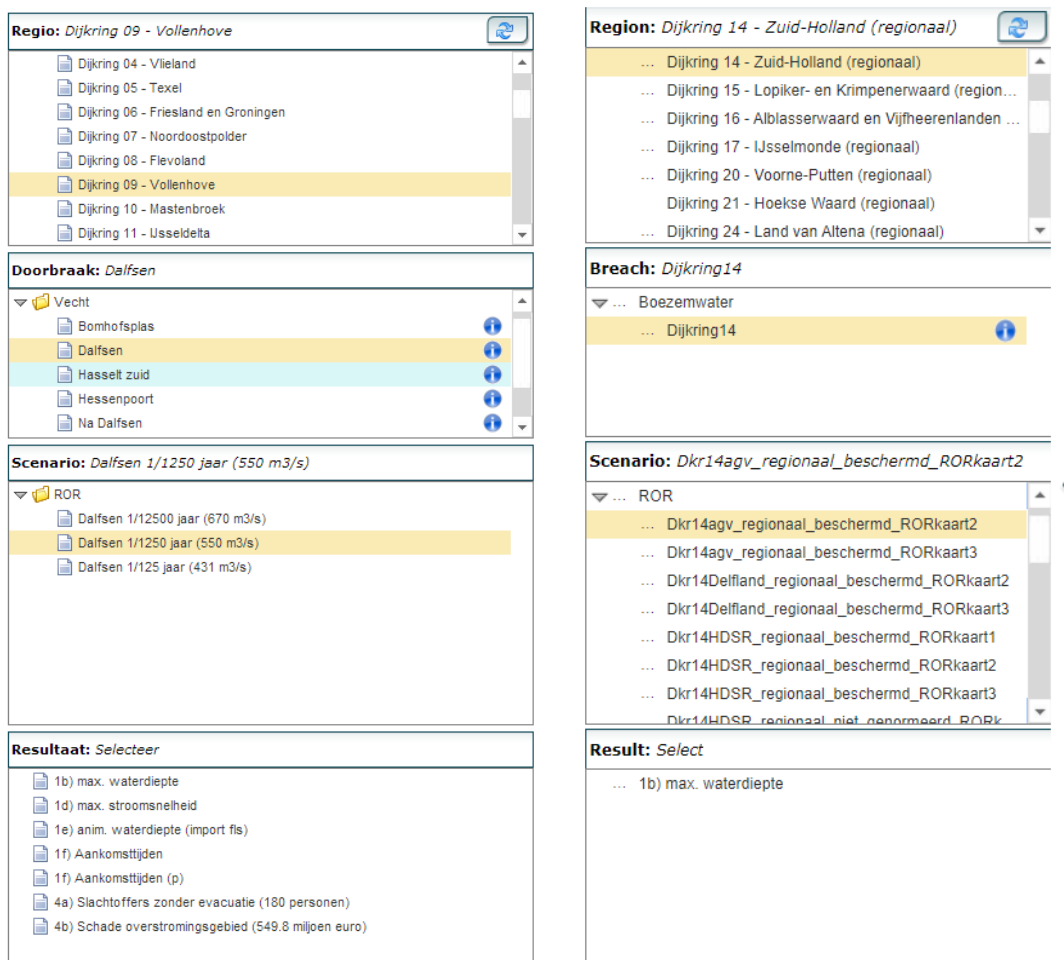 Regio: Dijkring 09 - Vollenhove
Dijkring 04 - Vlieland
Dijkring 05 - Texel
Dijkring 06 - Friesland en Groningen
Dijkring 07 - Noordoostpolder
Dijkring 08 - Flevoland
Dijkring 09 - Vollenhove
Dijkring 10 - Mastenbroek
Dijkring 11 - IJsseldelta
Doorbraak: Dalfsen
Vecht
Bomhofsplas
Dalfsen
Hasselt zuid
Hessenpoort
Na Dalfsen
Scenario: Dalfsen 1/1250 jaar (550 m3/s)
ROR
Dalfsen 1/12500 jaar (670 m3/s)
Dalfsen 1/1250 jaar (550 m3/s)
Dalfsen 1/125 jaar (431 m3/s)
Resultaat: Selecteer
1b) max. waterdiepte
1d) max. stroomsnelheid
1e) anim. waterdiepte (import fls)
1f) Aankomsttijden
1f) Aankomsttijden (p)
4a) Slachtoffers zonder evacuatie (180 personen)
4b) Schade overstromingsgebied (549.8 miljoen euro)
Region: Dijkring 14 - Zuid-Holland (regionaal)
... Dijkring 14 - Zuid-Holland (regionaal)
... Dijkring 15 - Lopiker- en Krimpenerwaard (region...
... Dijkring 16 - Alblasserwaard en Vijfheerenlanden ...
... Dijkring 17 - IJsselmonde (regionaal)
... Dijkring 20 - Voorne-Putten (regionaal)
Dijkring 21 - Hoekse Waard (regionaal)
... Dijkring 24 - Land van Altena (regionaal)
Breach: Dijkring14
... Boezemwater
... Dijkring14
Scenario: Dkr14agv_regionaal_beschermd_RORkaart2
... ROR
... Dkr14agv_regionaal_beschermd_RORkaart2
... Dkr14agv_regionaal_beschermd_RORkaart3
... Dkr14Delfland_regionaal_beschermd_RORkaart2
... Dkr14Delfland_regionaal_beschermd_RORkaart3
... Dkr14HDSR_regionaal_beschermd_RORkaart1
... Dkr14HDSR_regionaal_beschermd_RORkaart2
... Dkr14HDSR_regionaal_beschermd_RORkaart3
Dkr14HDSR_regionaal_niet_genormeerd_RORk
Result: Select
... 1b) max. waterdiepte